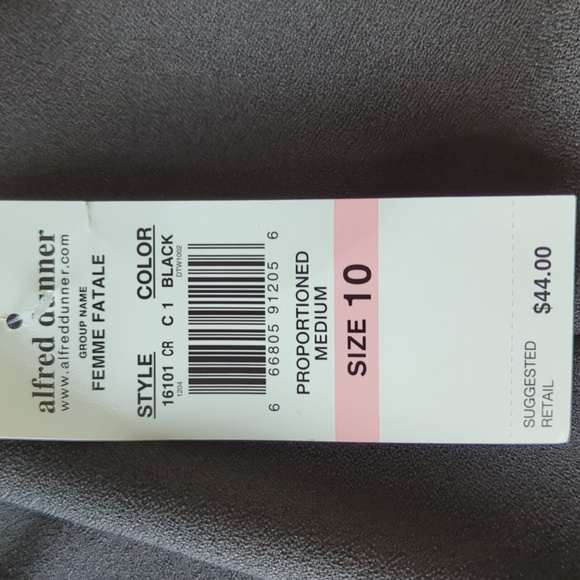 alfred dunner
www.alfreddunner.com
GROUP NAME
FEMME FATALE
STYLE COLOR
16101 CR C 1 BLACK
1204 DTW1002
6 66805 91205 6
PROPORTIONED
MEDIUM
SIZE 10
SUGGESTED
RETAIL $44.00